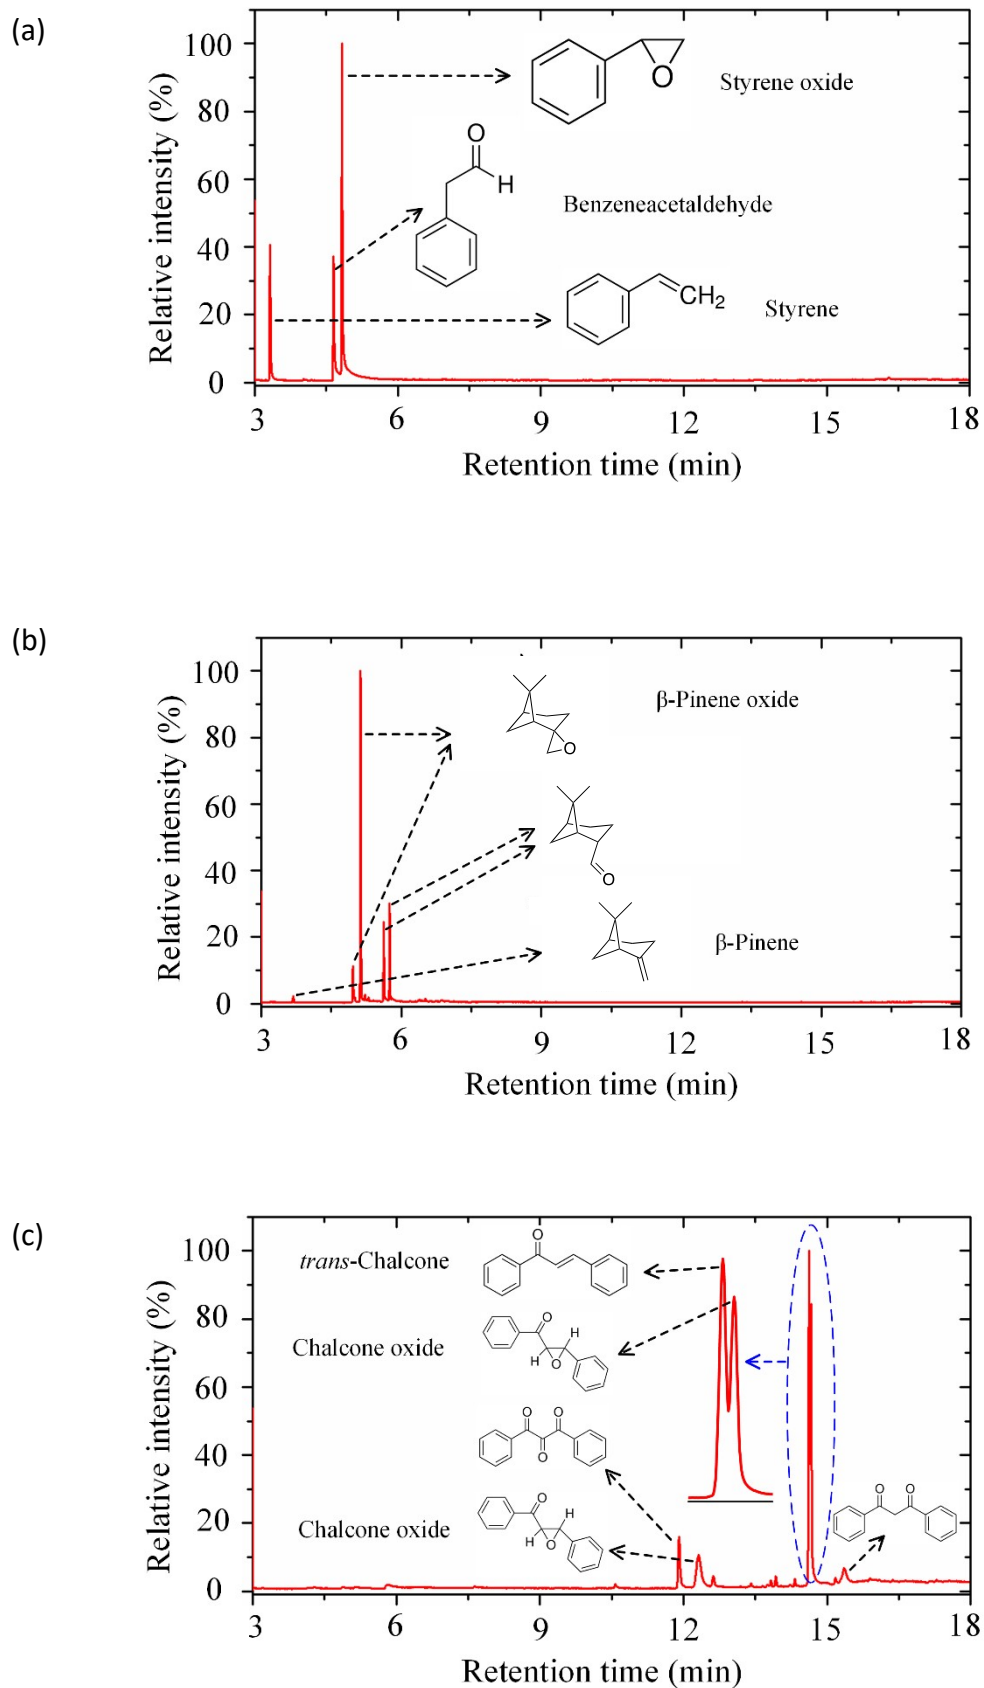 (a)
Relative intensity (%)
100
80
60
40
20
0
O
Styrene oxide
O
H
Benzeneacetaldehyde
CH2
Styrene
3 6 9 12 15 18
Retention time (min)
(b)
Relative intensity (%)
100
80
60
40
20
0
O
β-Pinene oxide
O
β-Pinene
3 6 9 12 15 18
Retention time (min)
(c)
Relative intensity (%)
100
80
60
40
20
0
trans-Chalcone
O
Chalcone oxide
O
H
H
O
O
O
O
Chalcone oxide
O
H
H
O
O
O
3 6 9 12 15 18
Retention time (min)